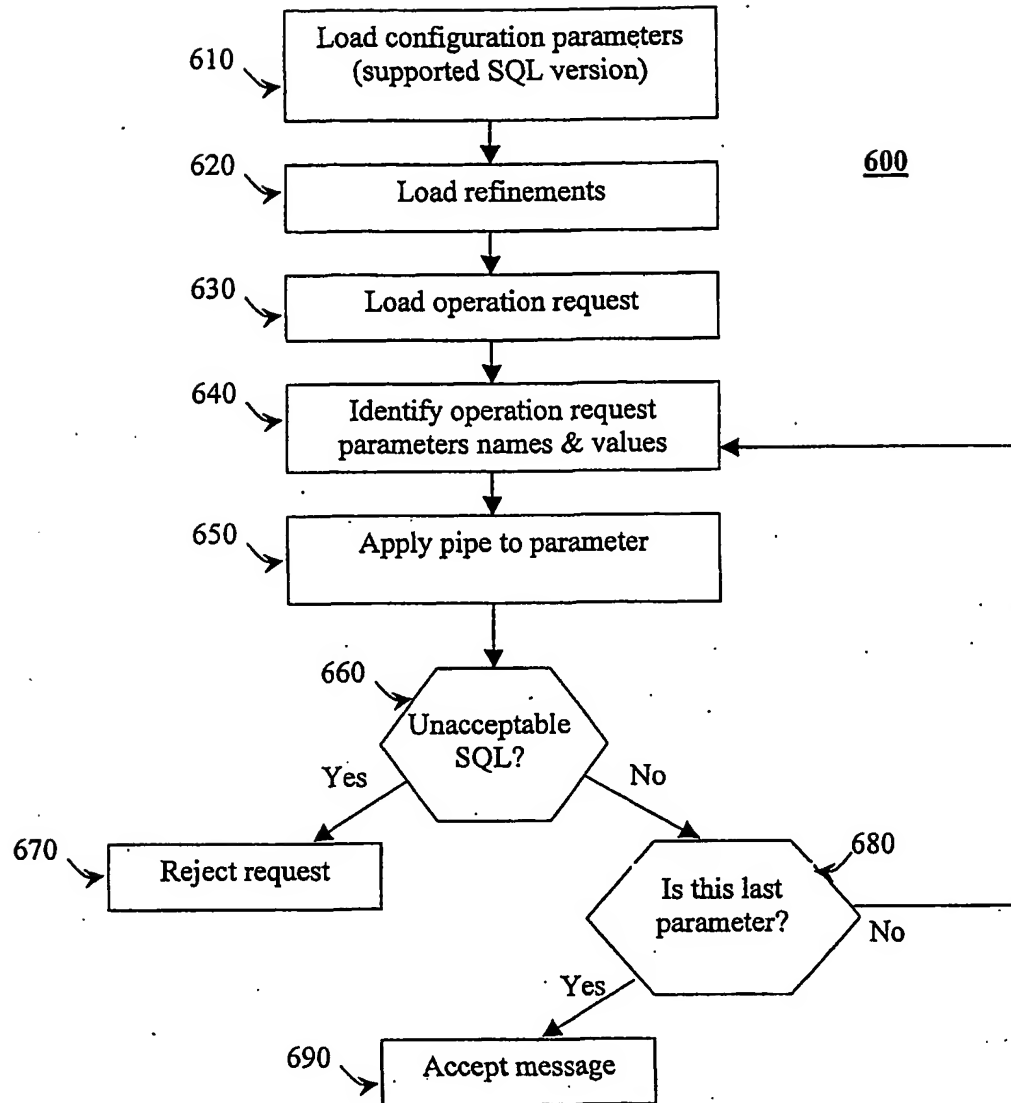 610
Load configuration parameters
(supported SQL version)
600
620
Load refinements
630
Load operation request
640
Identify operation request
parameters names & values
650
Apply pipe to parameter
660
Unacceptable
SQL?
Yes
No
670
Reject request
680
Is this last
parameter?
No
Yes
690
Accept message